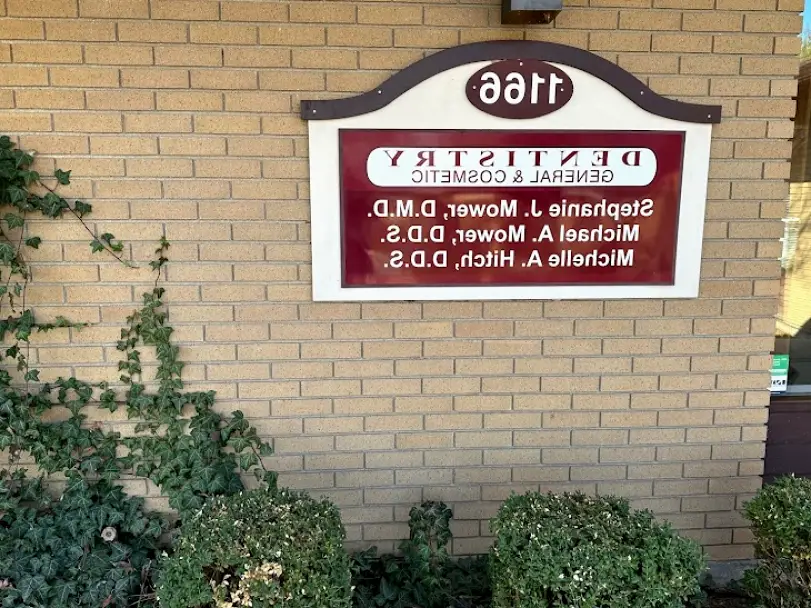 1166
DENTISTRY
GENERAL & COSMETIC
Stephanie J. Mower, D.M.D.
Michael A. Mower, D.D.S.
Michelle A. Hitch, D.D.S.